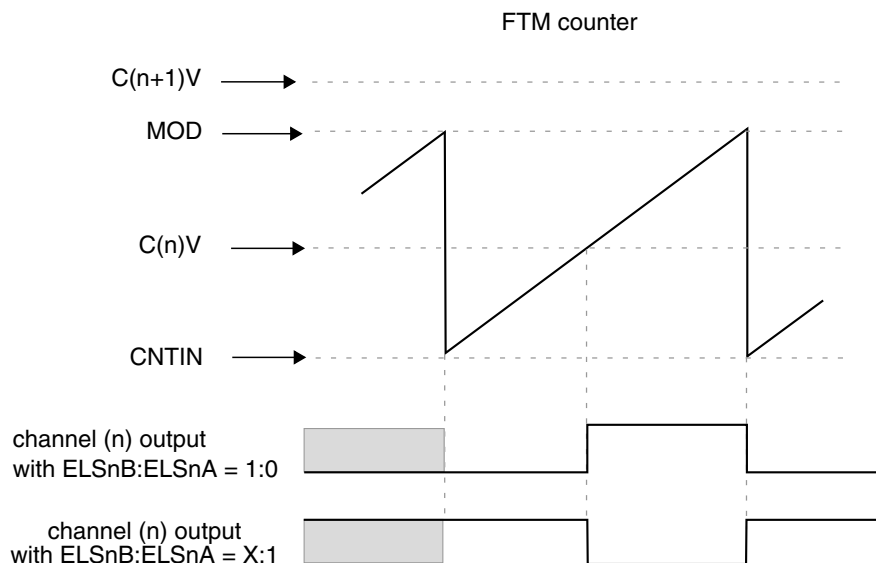 FTM counter
C(n+1)V
MOD
C(n)V
CNTIN
channel (n) output
with ELSnB:ELSnA = 1:0
channel (n) output
with ELSnB:ELSnA = X:1